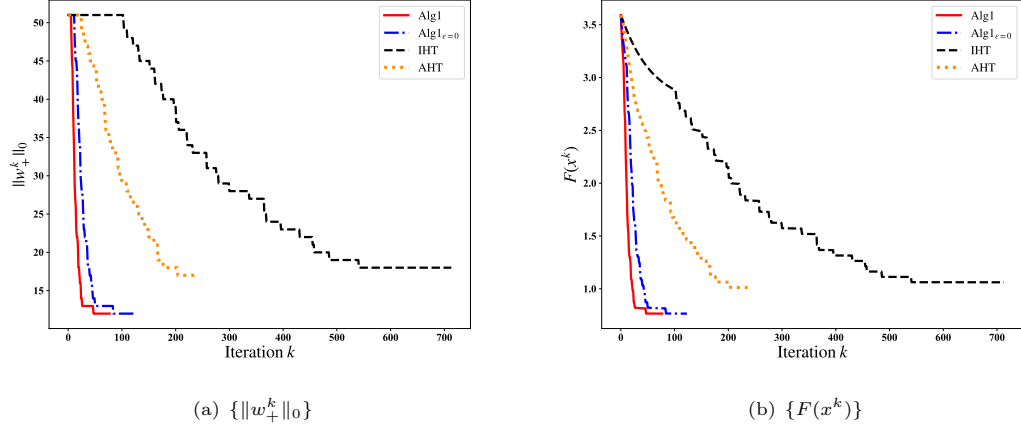 Alg1
Alg1ε=0
IHT
AHT
50
45
40
35
30
25
20
15
‖w₊ᵏ‖₀
0
100
200
300
400
500
600
700
Iteration k
(a) {‖w₊ᵏ‖₀}
Alg1
Alg1ε=0
IHT
AHT
3.5
3.0
2.5
2.0
1.5
1.0
F(xᵏ)
0
100
200
300
400
500
600
700
Iteration k
(b) {F(xᵏ)}